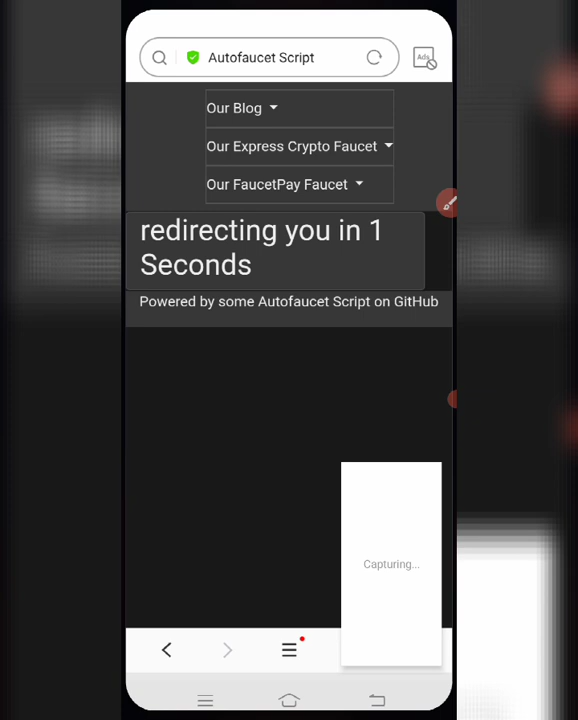 Autofaucet Script
Ads
Our Blog
Our Express Crypto Faucet
Our FaucetPay Faucet
redirecting you in 1
Seconds
Powered by some Autofaucet Script on GitHub
Capturing...